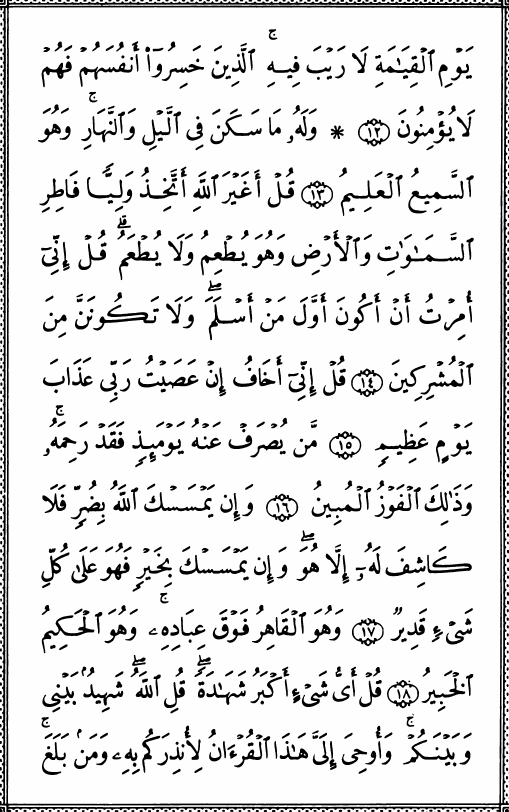 يَوْمِ ٱلْقِيَـٰمَةِ لَا رَيْبَ فِيهِ ۚ ٱلَّذِينَ خَسِرُوٓا۟ أَنفُسَهُمْ فَهُمْ
لَا يُؤْمِنُونَ ۝١٢ * وَلَهُۥ مَا سَكَنَ فِى ٱلَّيْلِ وَٱلنَّهَارِ ۚ وَهُوَ
ٱلسَّمِيعُ ٱلْعَلِيمُ ۝١٣ قُلْ أَغَيْرَ ٱللَّهِ أَتَّخِذُ وَلِيًّا فَاطِرِ
ٱلسَّمَـٰوَٰتِ وَٱلْأَرْضِ وَهُوَ يُطْعِمُ وَلَا يُطْعَمُ ۗ قُلْ إِنِّىٓ
أُمِرْتُ أَنْ أَكُونَ أَوَّلَ مَنْ أَسْلَمَ ۖ وَلَا تَكُونَنَّ مِنَ
ٱلْمُشْرِكِينَ ۝١٤ قُلْ إِنِّىٓ أَخَافُ إِنْ عَصَيْتُ رَبِّى عَذَابَ
يَوْمٍ عَظِيمٍ ۝١٥ مَّن يُصْرَفْ عَنْهُ يَوْمَئِذٍ فَقَدْ رَحِمَهُۥ ۚ
وَذَٰلِكَ ٱلْفَوْزُ ٱلْمُبِينُ ۝١٦ وَإِن يَمْسَسْكَ ٱللَّهُ بِضُرٍّ فَلَا
كَاشِفَ لَهُۥٓ إِلَّا هُوَ ۖ وَإِن يَمْسَسْكَ بِخَيْرٍ فَهُوَ عَلَىٰ كُلِّ
شَىْءٍ قَدِيرٌ ۝١٧ وَهُوَ ٱلْقَاهِرُ فَوْقَ عِبَادِهِۦ ۚ وَهُوَ ٱلْحَكِيمُ
ٱلْخَبِيرُ ۝١٨ قُلْ أَىُّ شَىْءٍ أَكْبَرُ شَهَـٰدَةً ۖ قُلِ ٱللَّهُ ۖ شَهِيدٌۢ بَيْنِى
وَبَيْنَكُمْ ۚ وَأُوحِىَ إِلَىَّ هَـٰذَا ٱلْقُرْءَانُ لِأُنذِرَكُم بِهِۦ وَمَنۢ بَلَغَ ۚ